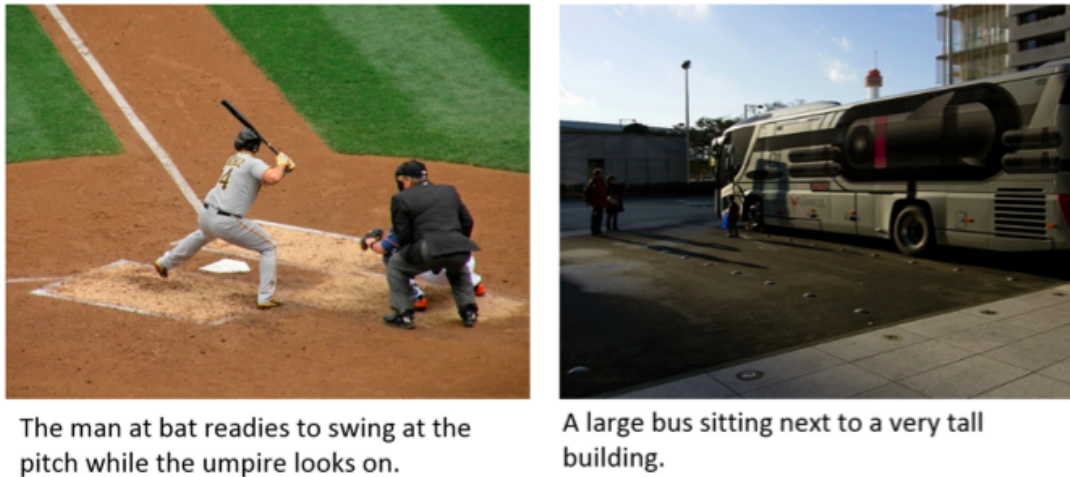 The man at bat readies to swing at the
pitch while the umpire looks on.
A large bus sitting next to a very tall
building.